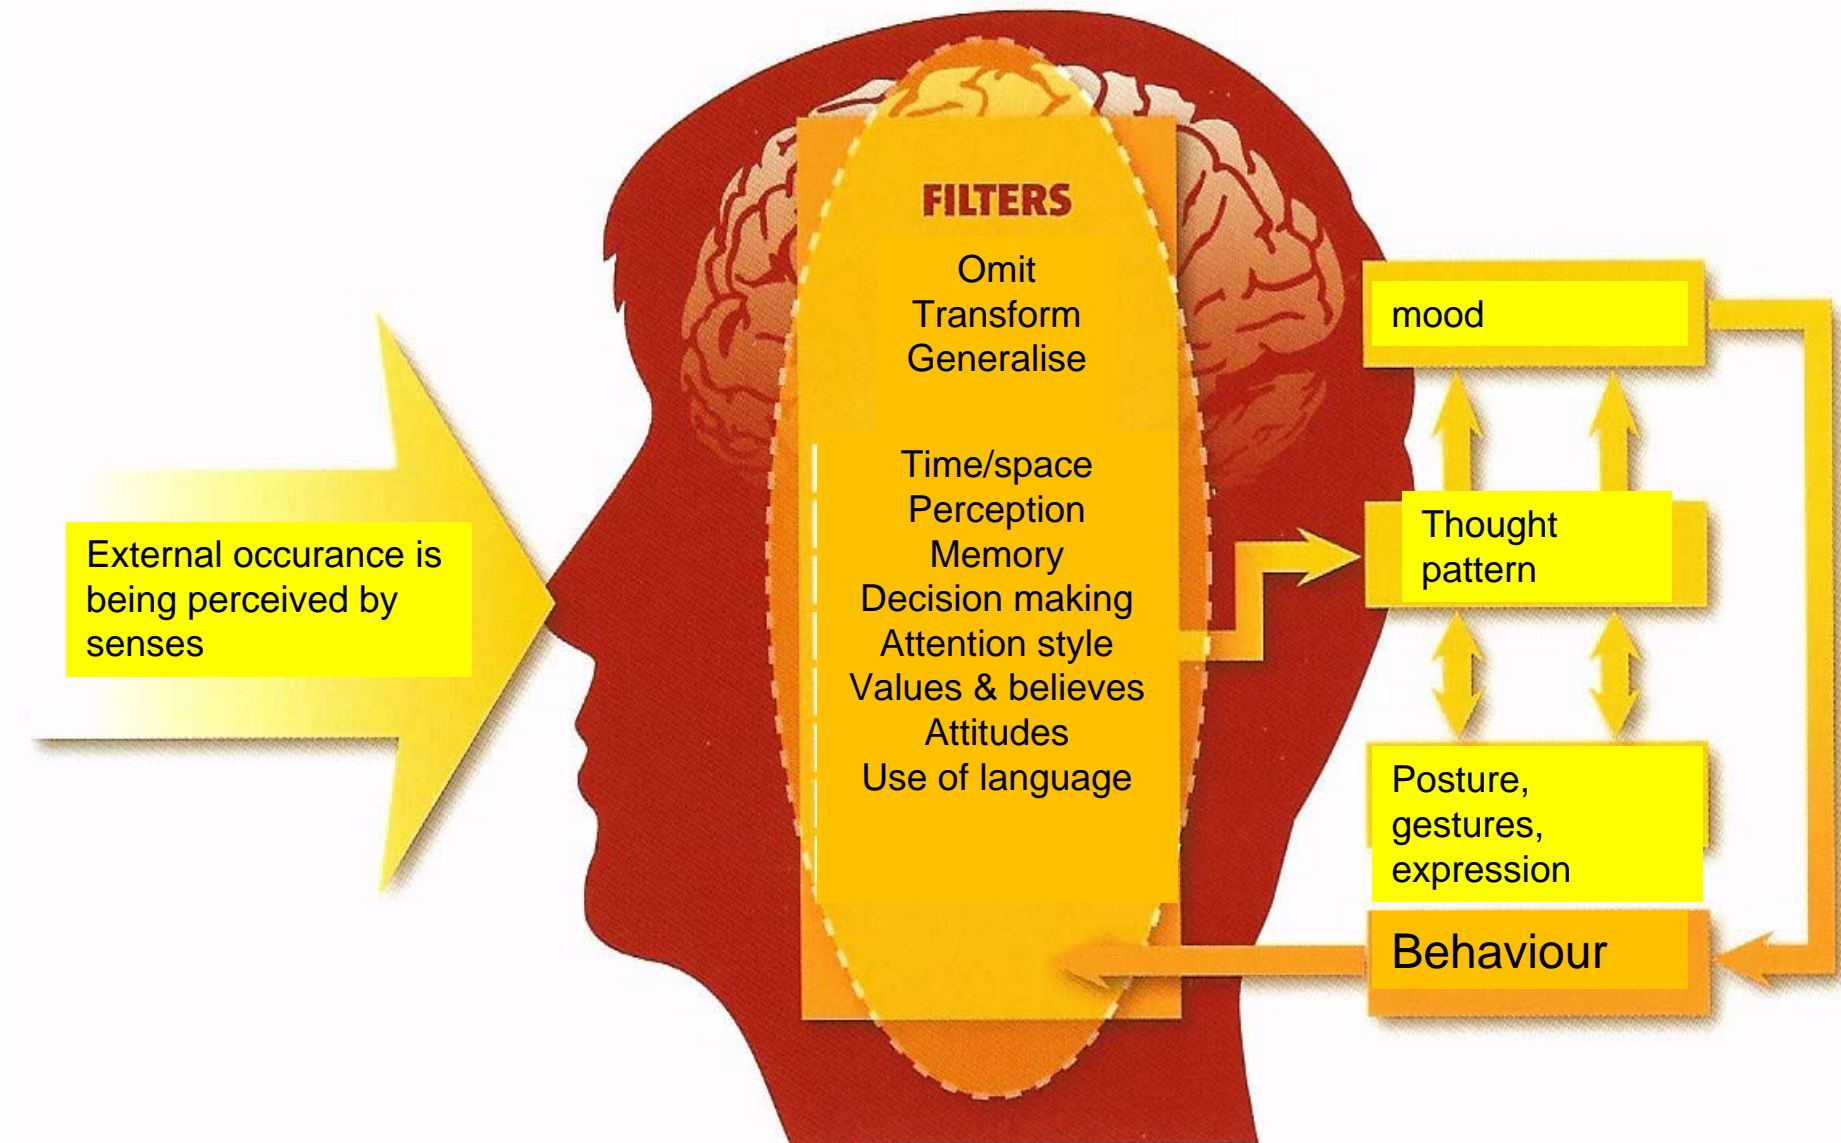 External occurance is
being perceived by
senses
FILTERS
Omit
Transform
Generalise
Time/space
Perception
Memory
Decision making
Attention style
Values & believes
Attitudes
Use of language
mood
Thought
pattern
Posture,
gestures,
expression
Behaviour